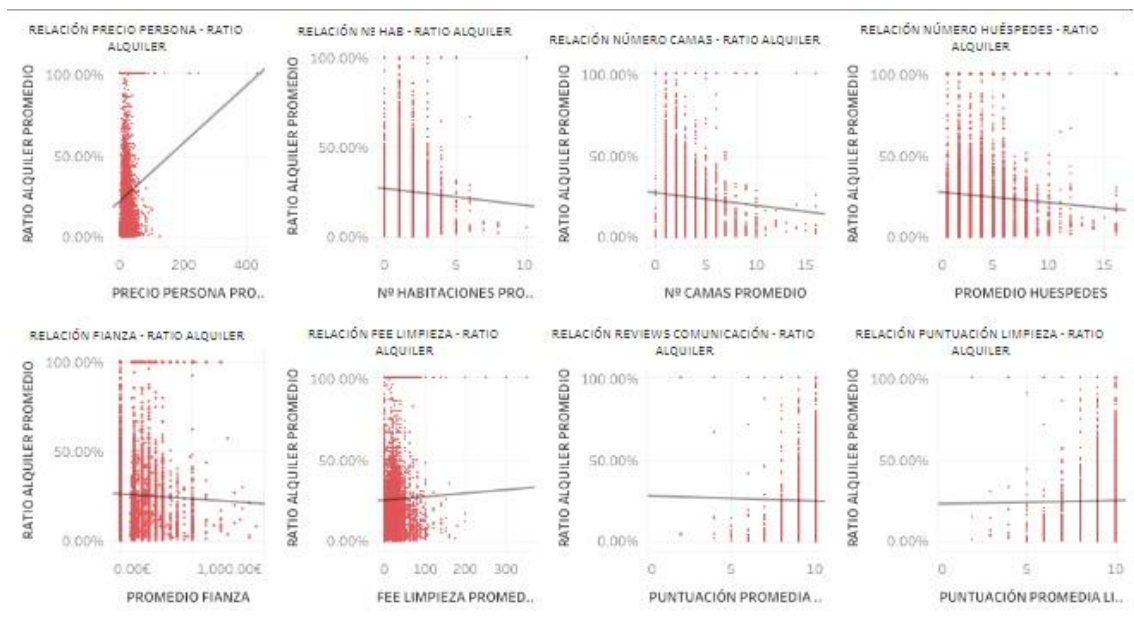 RELACIÓN PRECIO PERSONA - RATIO
ALQUILER
RATIO ALQUILER PROMEDIO
100.00%
50.00%
0.00%
0 200 400
PRECIO PERSONA PRO..
RELACIÓN Nº HAB - RATIO ALQUILER
RATIO ALQUILER PROMEDIO
100.00%
50.00%
0.00%
0 5 10
Nº HABITACIONES PRO..
RELACIÓN NÚMERO CAMAS - RATIO ALQUILER
RATIO ALQUILER PROMEDIO
100.00%
50.00%
0.00%
0 5 10 15
Nº CAMAS PROMEDIO
RELACIÓN NÚMERO HUÉSPEDES - RATIO
ALQUILER
RATIO ALQUILER PROMEDIO
100.00%
50.00%
0.00%
0 5 10 15
PROMEDIO HUESPEDES
RELACIÓN FIANZA - RATIO ALQUILER
RATIO ALQUILER PROMEDIO
100.00%
50.00%
0.00%
0.00€ 1,000.00€
PROMEDIO FIANZA
RELACIÓN FEE LIMPIEZA - RATIO
ALQUILER
RATIO ALQUILER PROMEDIO
100.00%
50.00%
0.00%
0 100 200 300
FEE LIMPIEZA PROMED..
RELACIÓN REVIEWS COMUNICACIÓN - RATIO
ALQUILER
RATIO ALQUILER PROMEDIO
100.00%
50.00%
0.00%
0 5 10
PUNTUACIÓN PROMEDIA ..
RELACIÓN PUNTUACIÓN LIMPIEZA - RATIO
ALQUILER
RATIO ALQUILER PROMEDIO
100.00%
50.00%
0.00%
0 5 10
PUNTUACIÓN PROMEDIA LI..